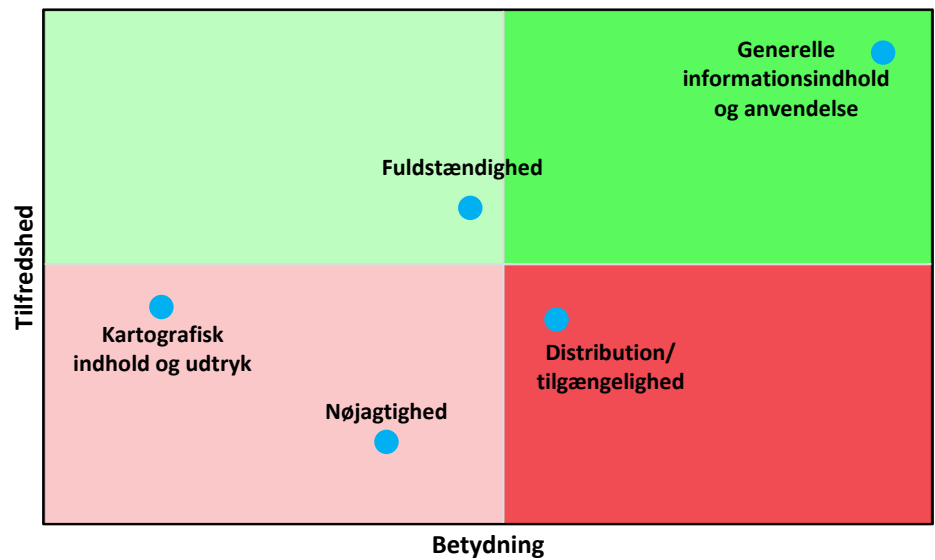 Generelle
informationsindhold
og anvendelse
Fuldstændighed
Tilfredshed
Kartografisk
indhold og udtryk
Distribution/
tilgængelighed
Nøjagtighed
Betydning